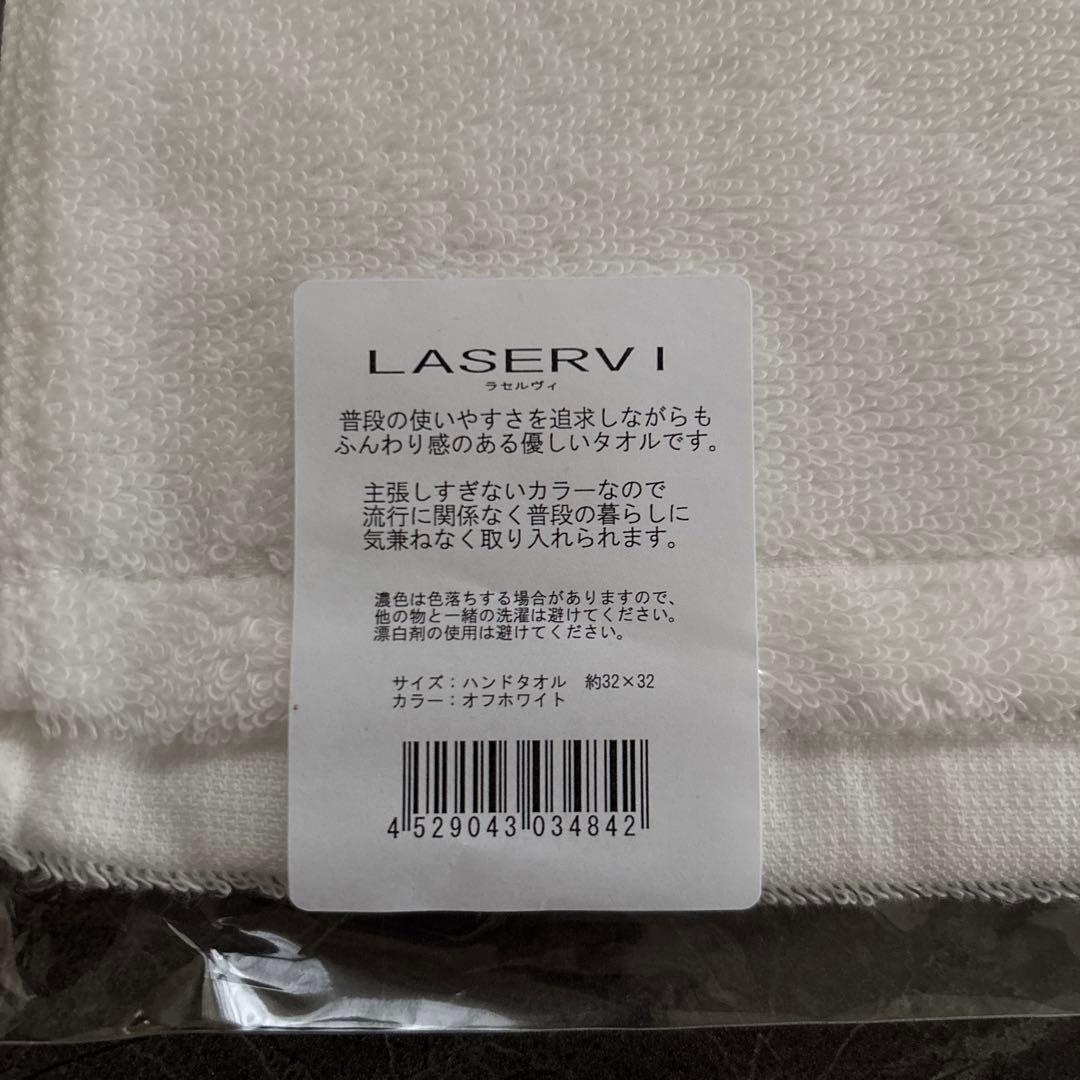 LASERVI
ラセルヴィ
普段の使いやすさを追求しながらも
ふんわり感のある優しいタオルです。
主張しすぎないカラーなので
流行に関係なく普段の暮らしに
気兼ねなく取り入れられます。
濃色は色落ちする場合がありますので、
他の物と一緒の洗濯は避けてください。
漂白剤の使用は避けてください。
サイズ：ハンドタオル　約32×32
カラー：オフホワイト
4 529043 034842